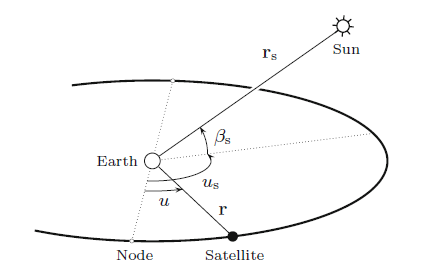 r_s
Sun
β_s
Earth
u_s
u
r
Node
Satellite